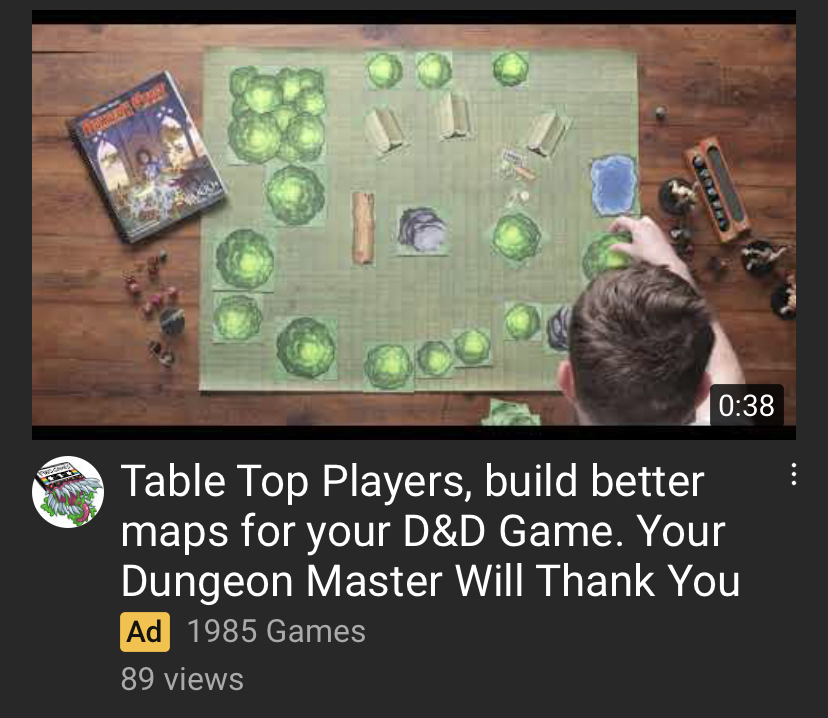 0:38
Table Top Players, build better
maps for your D&D Game. Your
Dungeon Master Will Thank You
Ad 1985 Games
89 views